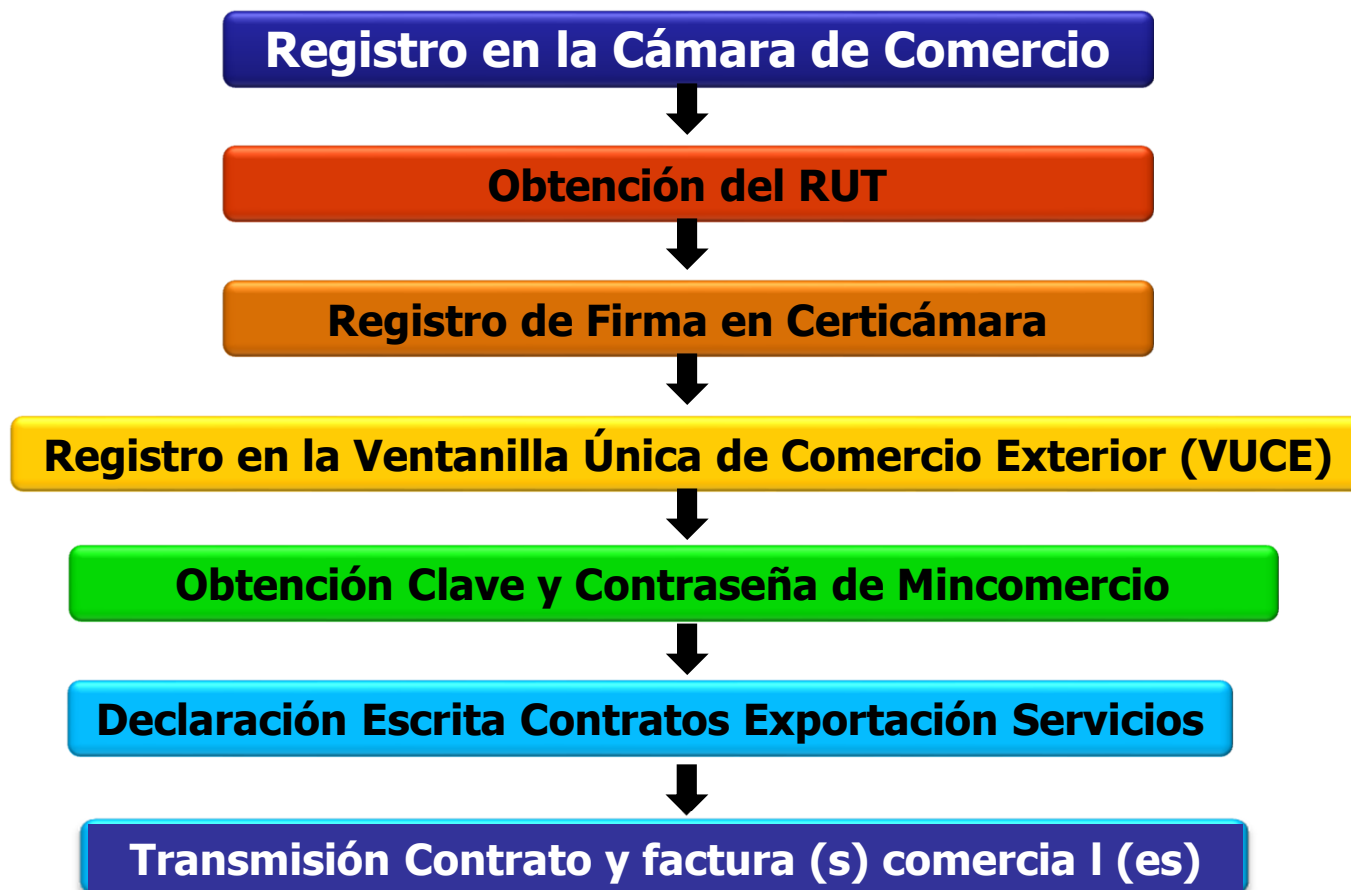 Registro en la Cámara de Comercio
Obtención del RUT
Registro de Firma en Certicámara
Registro en la Ventanilla Única de Comercio Exterior (VUCE)
Obtención Clave y Contraseña de Mincomercio
Declaración Escrita Contratos Exportación Servicios
Transmisión Contrato y factura (s) comercia l (es)